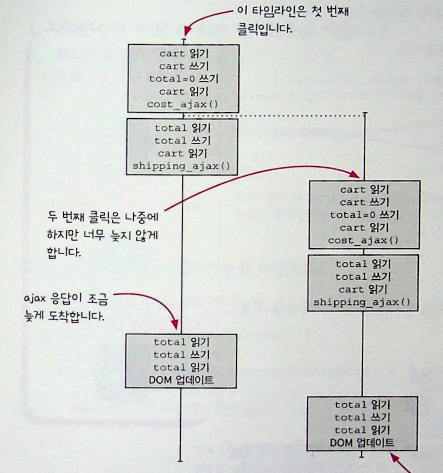 이 타임라인은 첫 번째
클릭입니다.
cart 읽기
cart 쓰기
total=0 쓰기
cart 읽기
cost_ajax()
total 읽기
total 쓰기
cart 읽기
shipping_ajax()
cart 읽기
cart 쓰기
total=0 쓰기
cart 읽기
cost_ajax()
두 번째 클릭은 나중에
하지만 너무 늦지 않게
합니다.
total 읽기
total 쓰기
cart 읽기
shipping_ajax()
ajax 응답이 조금
늦게 도착합니다.
total 읽기
total 쓰기
total 읽기
DOM 업데이트
total 읽기
total 쓰기
total 읽기
DOM 업데이트